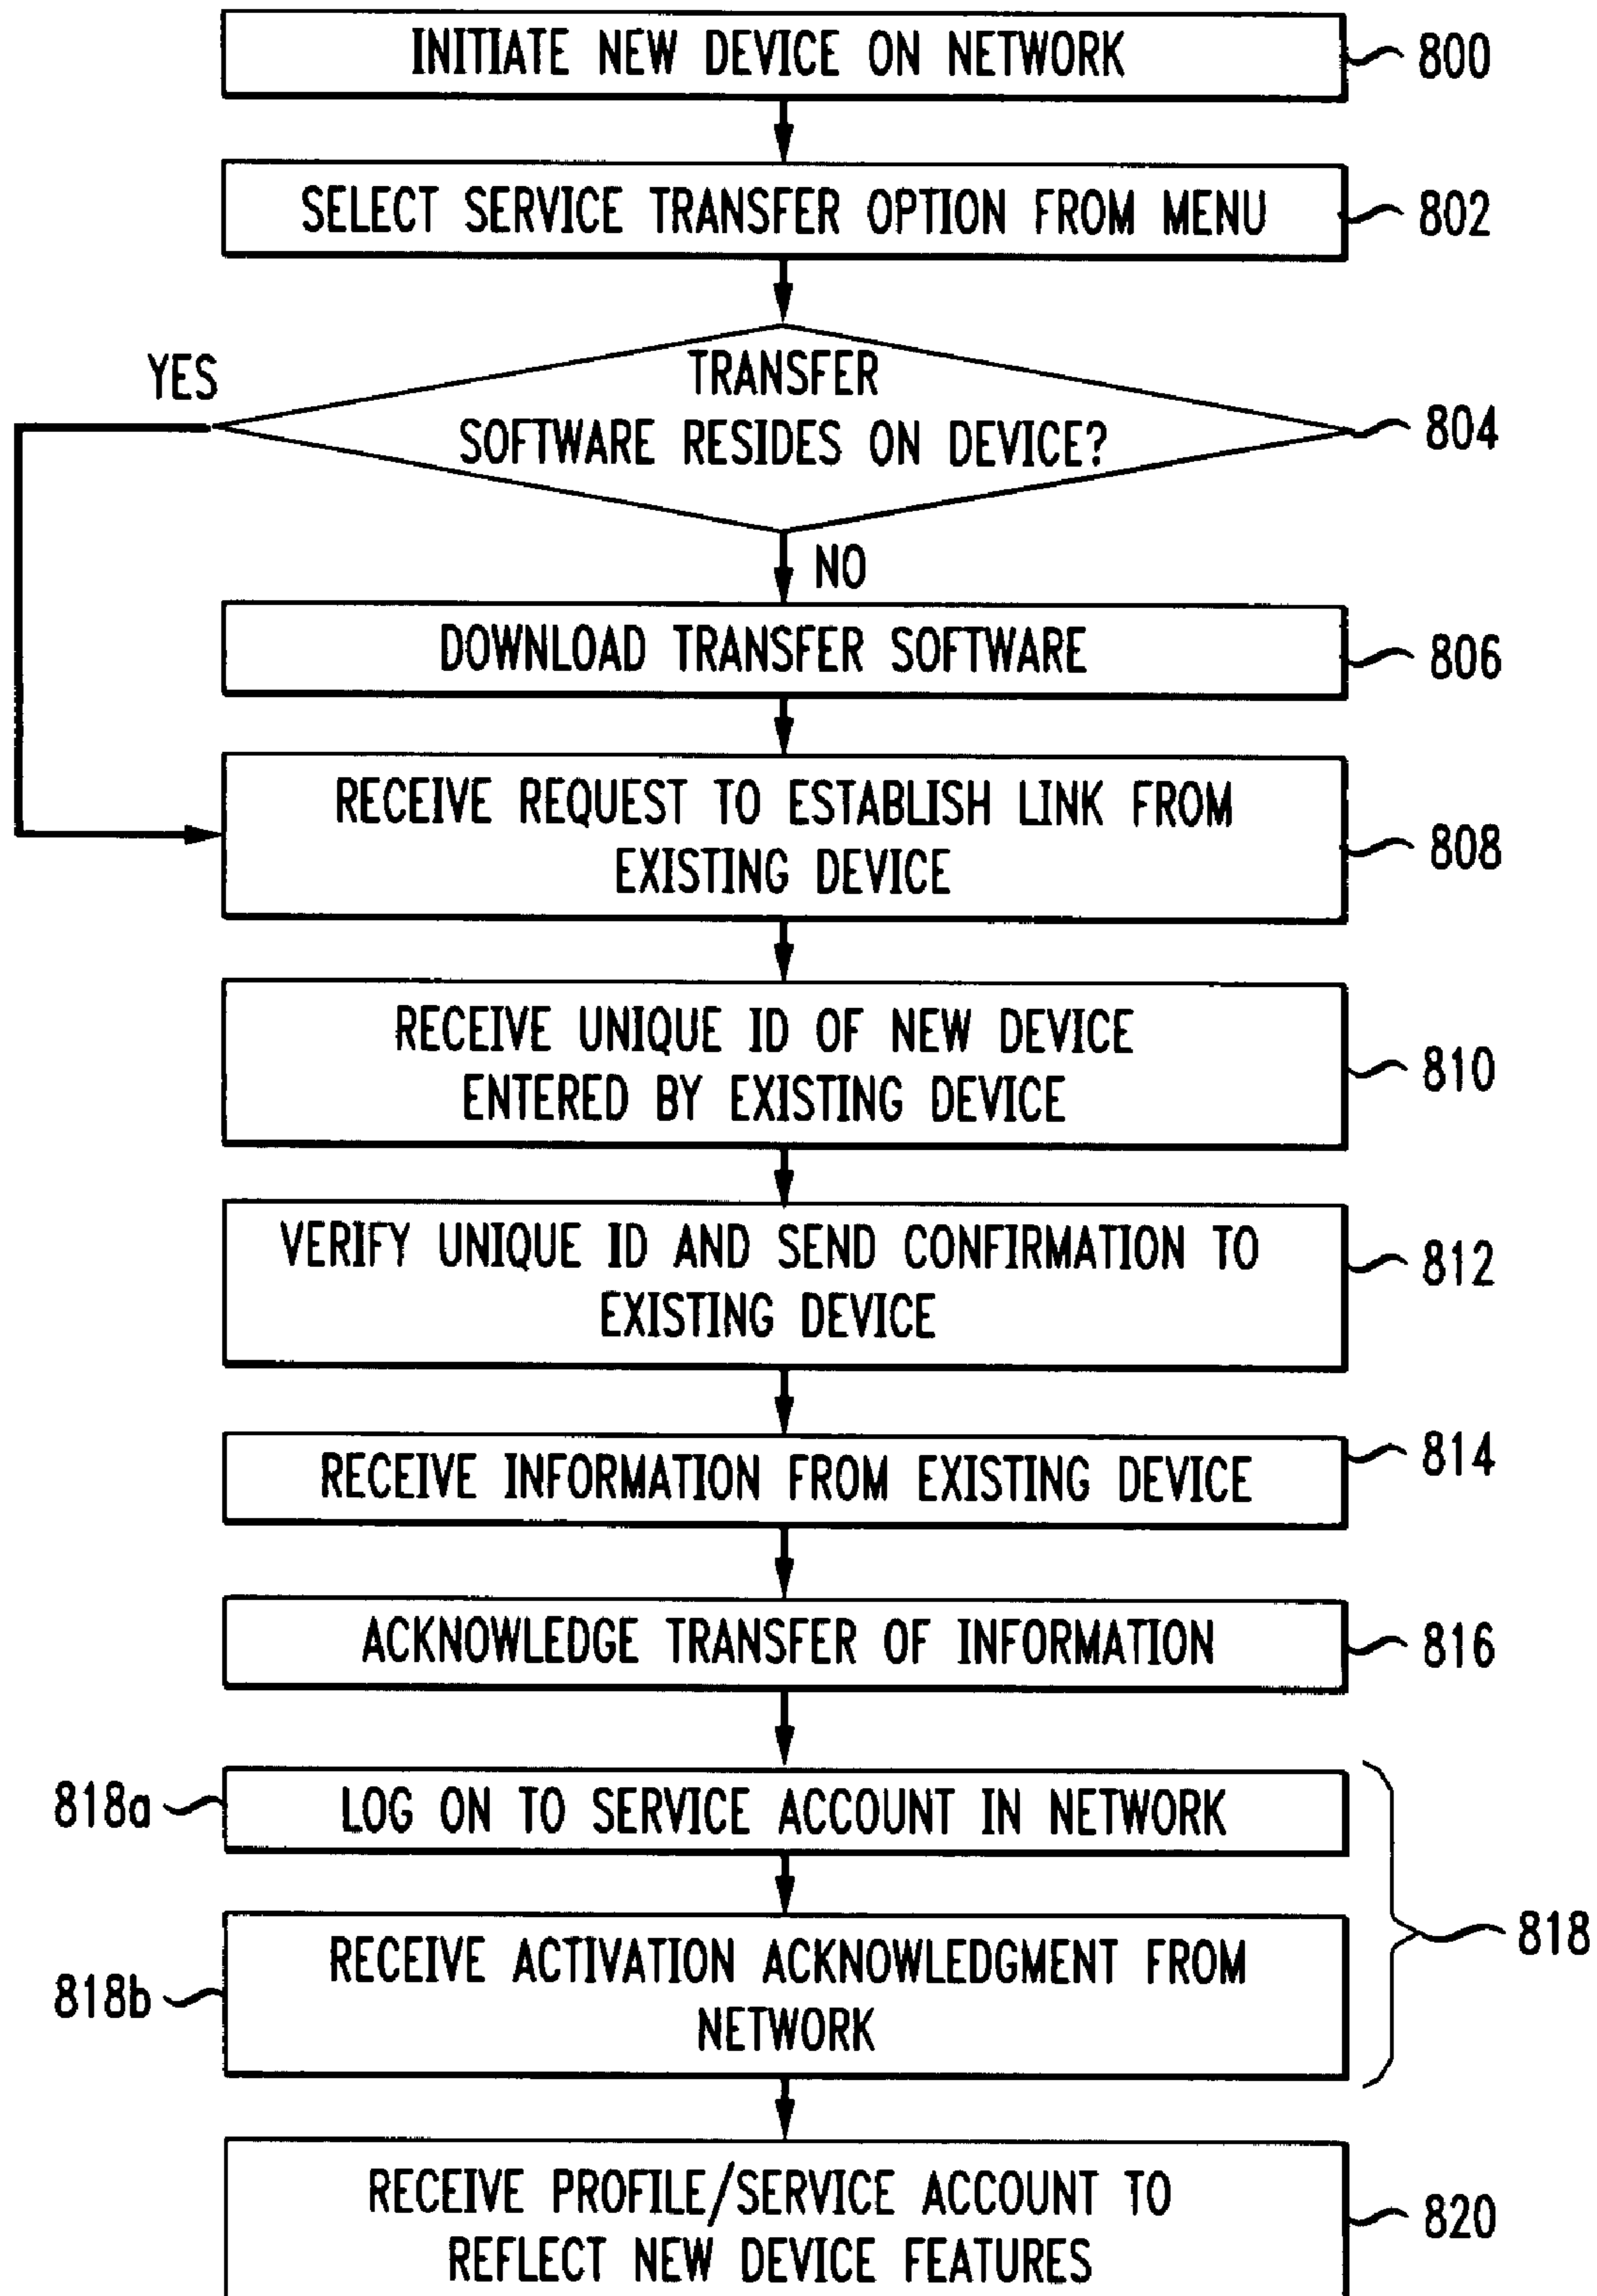 INITIATE NEW DEVICE ON NETWORK
800
SELECT SERVICE TRANSFER OPTION FROM MENU
802
YES
TRANSFER
SOFTWARE RESIDES ON DEVICE?
804
NO
DOWNLOAD TRANSFER SOFTWARE
806
RECEIVE REQUEST TO ESTABLISH LINK FROM
EXISTING DEVICE
808
RECEIVE UNIQUE ID OF NEW DEVICE
ENTERED BY EXISTING DEVICE
810
VERIFY UNIQUE ID AND SEND CONFIRMATION TO
EXISTING DEVICE
812
RECEIVE INFORMATION FROM EXISTING DEVICE
814
ACKNOWLEDGE TRANSFER OF INFORMATION
816
818a
LOG ON TO SERVICE ACCOUNT IN NETWORK
818b
RECEIVE ACTIVATION ACKNOWLEDGMENT FROM
NETWORK
818
RECEIVE PROFILE/SERVICE ACCOUNT TO
REFLECT NEW DEVICE FEATURES
820